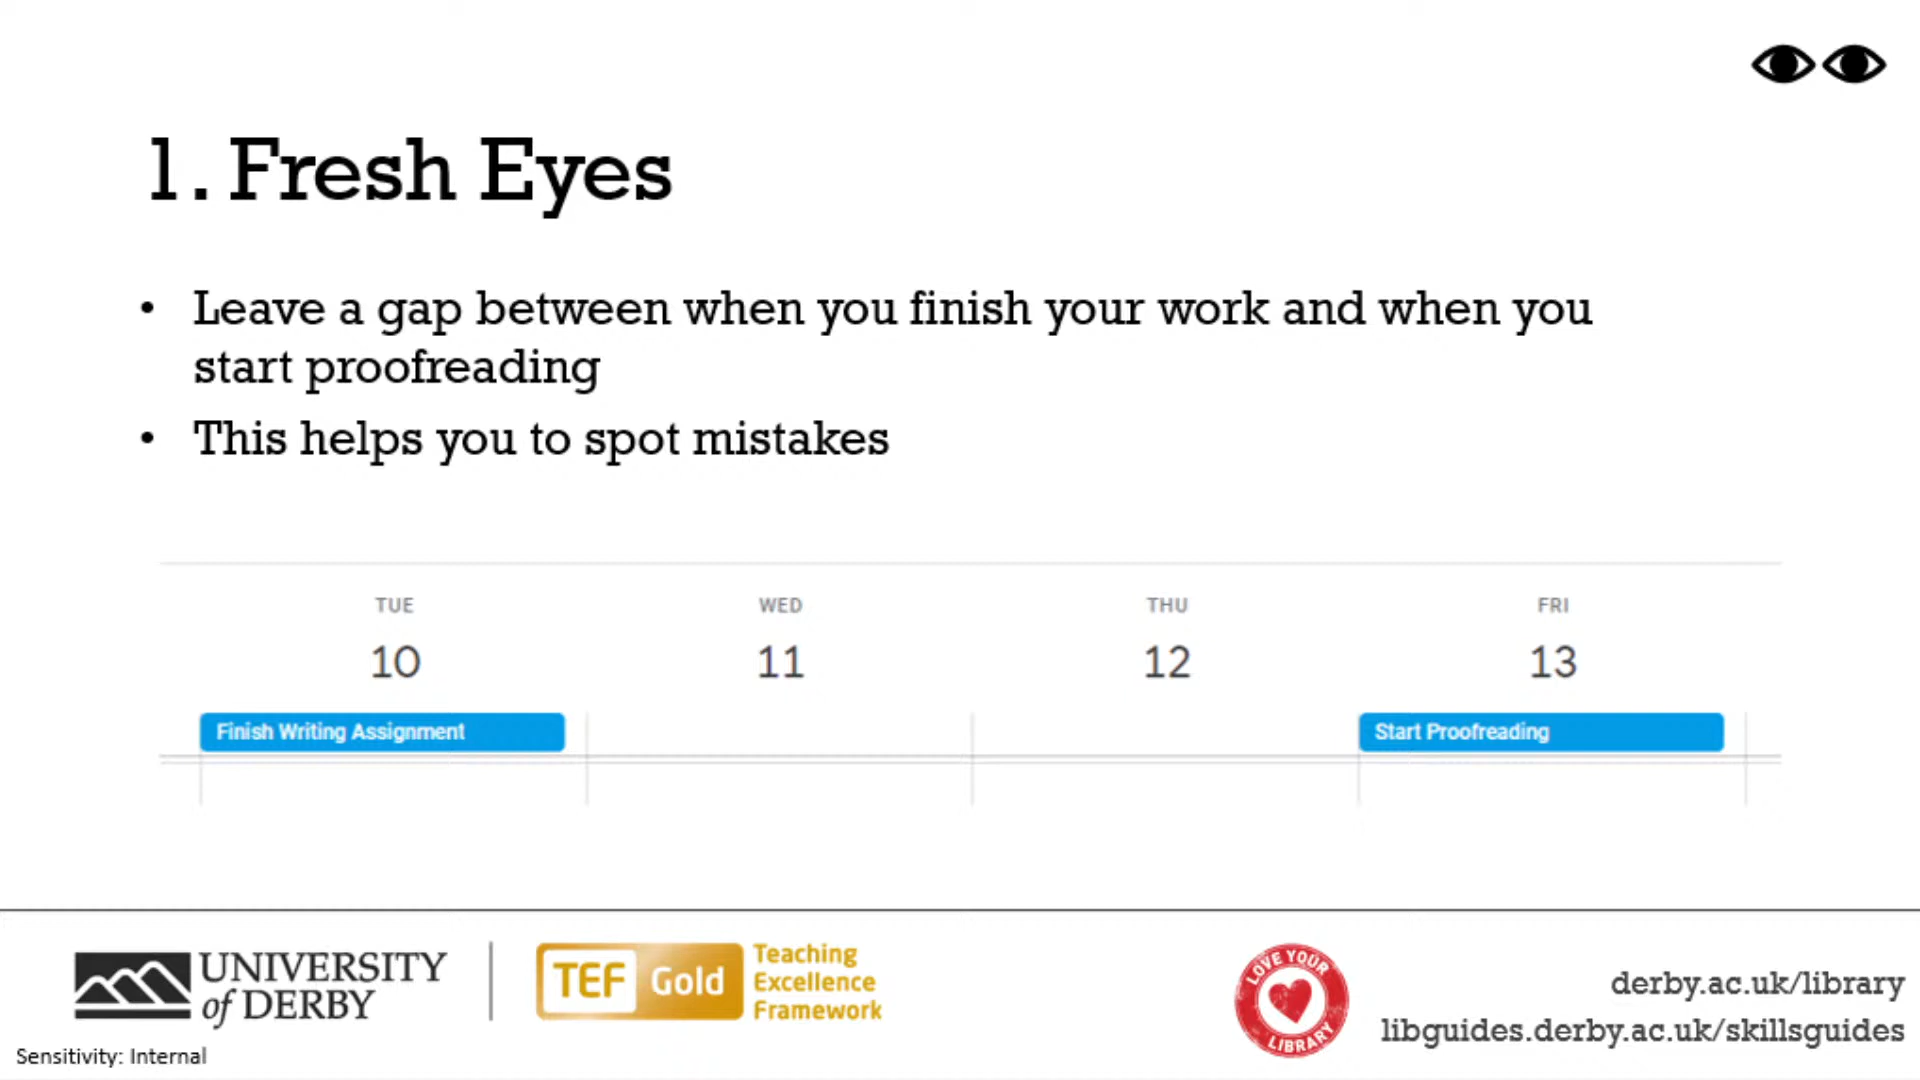 1. Fresh Eyes
• Leave a gap between when you finish your work and when you
start proofreading
• This helps you to spot mistakes
TUE WED THU FRI
10 11 12 13
Finish Writing Assignment Start Proofreading
UNIVERSITY
of DERBY
TEF Gold
Teaching
Excellence
Framework
LOVE YOUR
LIBRARY
derby.ac.uk/library
libguides.derby.ac.uk/skillsguides
Sensitivity: Internal